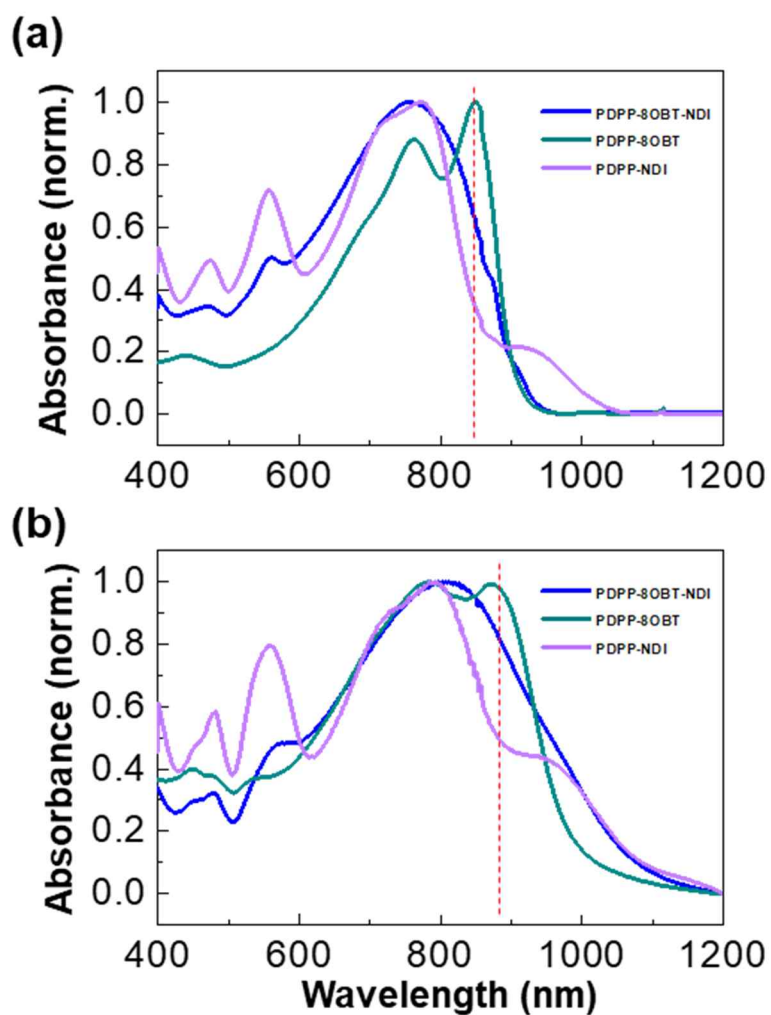 (a)
Absorbance (norm.)
1.0
0.8
0.6
0.4
0.2
0.0
PDPP-8OBT-NDI
PDPP-8OBT
PDPP-NDI
400 600 800 1000 1200
(b)
Absorbance (norm.)
1.0
0.8
0.6
0.4
0.2
0.0
PDPP-8OBT-NDI
PDPP-8OBT
PDPP-NDI
400 600 800 1000 1200
Wavelength (nm)